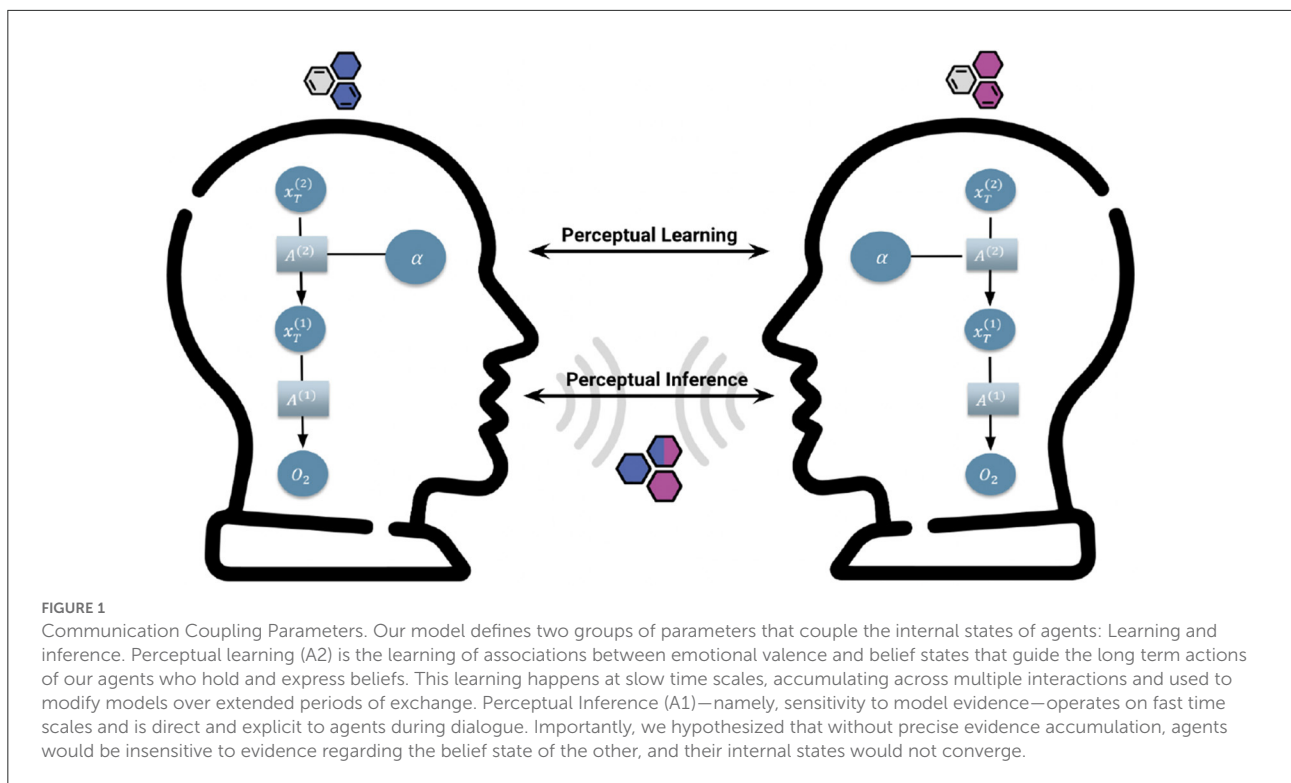 x_T^(2)
x_T^(2)
Perceptual Learning
A^(2)
α
α
A^(2)
x_T^(1)
x_T^(1)
Perceptual Inference
A^(1)
A^(1)
O_2
O_2
FIGURE 1
Communication Coupling Parameters. Our model defines two groups of parameters that couple the internal states of agents: Learning and
inference. Perceptual learning (A2) is the learning of associations between emotional valence and belief states that guide the long term actions
of our agents who hold and express beliefs. This learning happens at slow time scales, accumulating across multiple interactions and used to
modify models over extended periods of exchange. Perceptual Inference (A1)—namely, sensitivity to model evidence—operates on fast time
scales and is direct and explicit to agents during dialogue. Importantly, we hypothesized that without precise evidence accumulation, agents
would be insensitive to evidence regarding the belief state of the other, and their internal states would not converge.